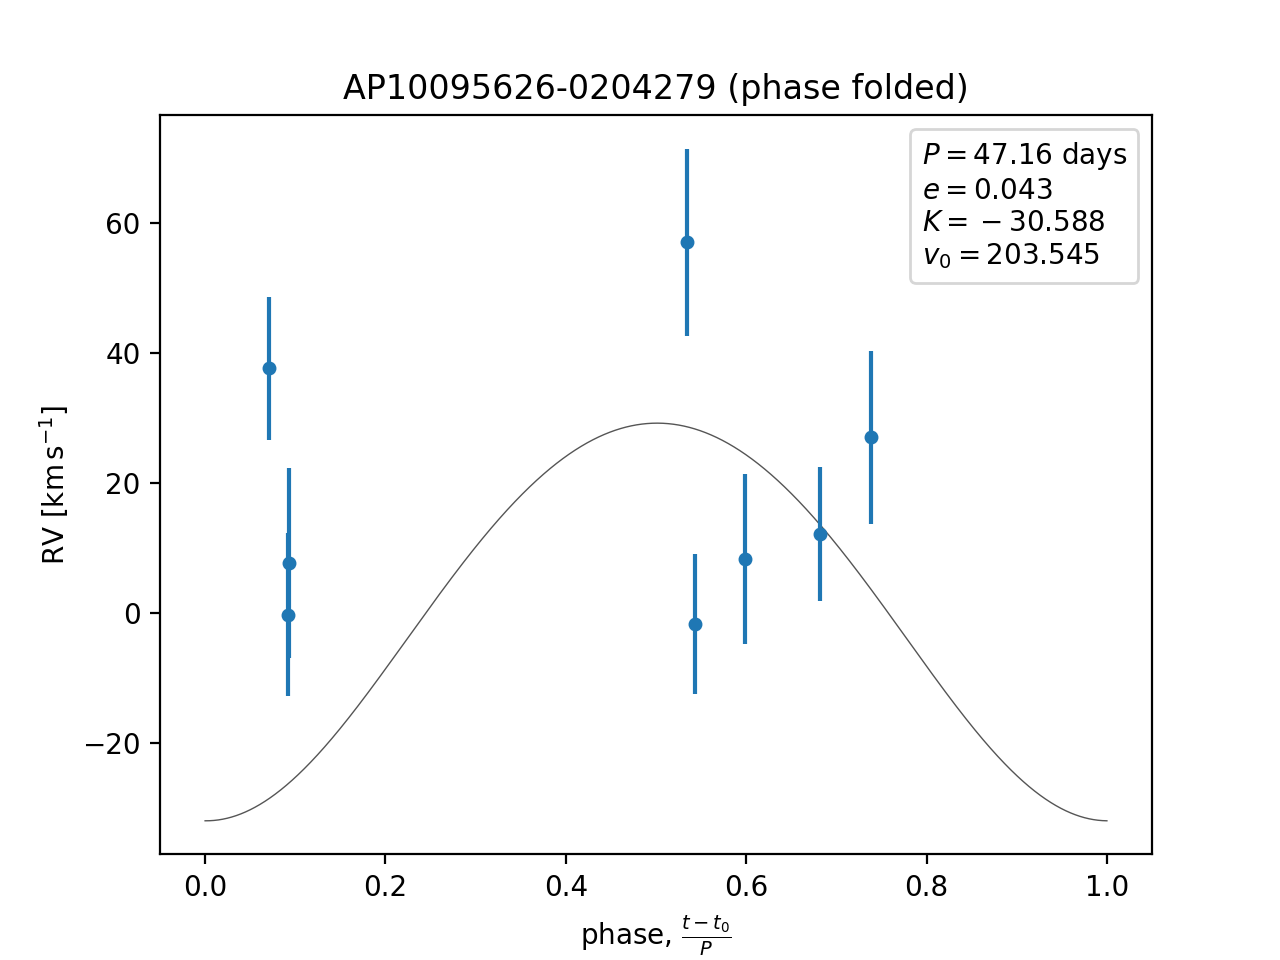 AP10095626-0204279 (phase folded)
P = 47.16 days
e = 0.043
K = −30.588
v₀ = 203.545
60
40
20
0
−20
RV [km s⁻¹]
0.0 0.2 0.4 0.6 0.8 1.0
phase, (t − t₀)/P